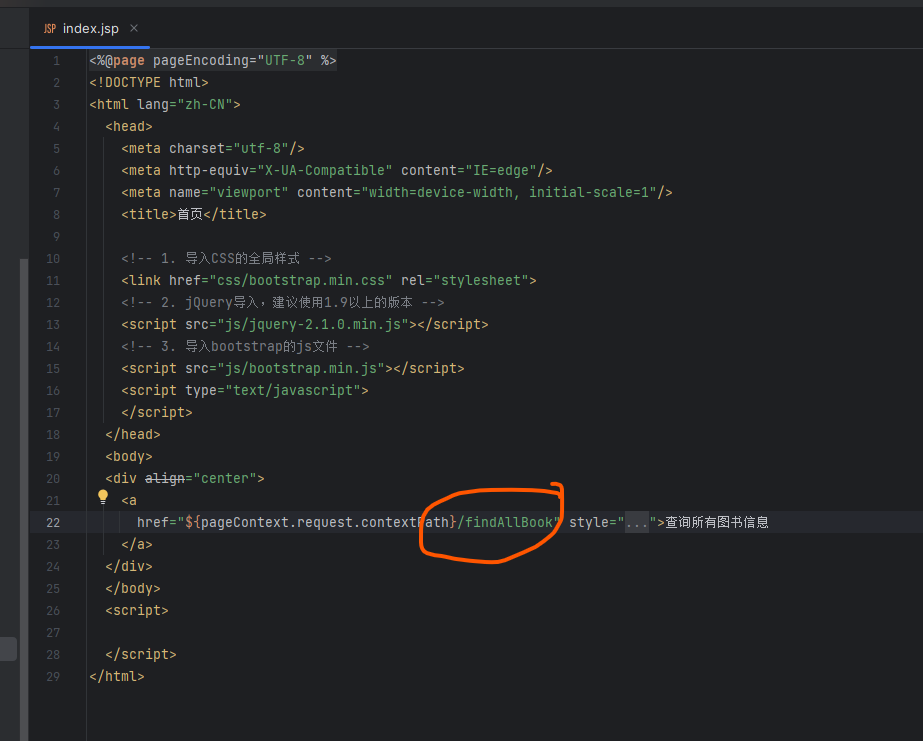 JSP index.jsp ×
1 <%@page pageEncoding="UTF-8" %>
2 <!DOCTYPE html>
3 <html lang="zh-CN">
4 <head>
5 <meta charset="utf-8"/>
6 <meta http-equiv="X-UA-Compatible" content="IE=edge"/>
7 <meta name="viewport" content="width=device-width, initial-scale=1"/>
8 <title>首页</title>
9
10 <!-- 1. 导入CSS的全局样式 -->
11 <link href="css/bootstrap.min.css" rel="stylesheet">
12 <!-- 2. jQuery导入，建议使用1.9以上的版本 -->
13 <script src="js/jquery-2.1.0.min.js"></script>
14 <!-- 3. 导入bootstrap的js文件 -->
15 <script src="js/bootstrap.min.js"></script>
16 <script type="text/javascript">
17 </script>
18 </head>
19 <body>
20 <div align="center">
21 <a
22 href="${pageContext.request.contextPath}/findAllBook" style="...">查询所有图书信息
23 </a>
24 </div>
25 </body>
26 <script>
27
28 </script>
29 </html>